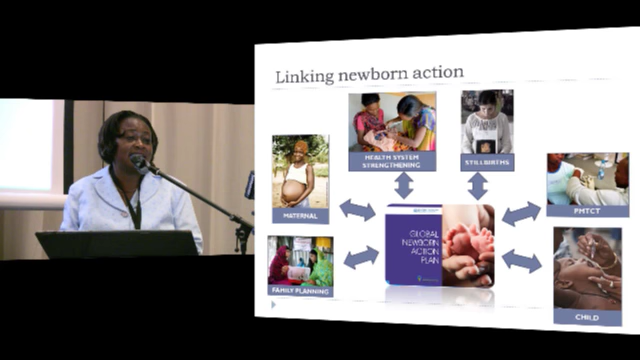 Linking newborn action
HEALTH SYSTEM
STRENGTHENING
STILLBIRTHS
MATERNAL
PMTCT
GLOBAL
NEWBORN
ACTION
PLAN
FAMILY PLANNING
CHILD